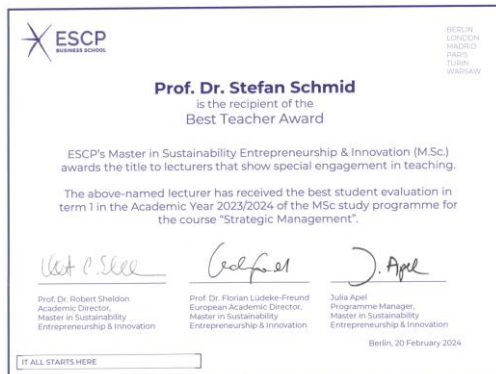 ESCP
BUSINESS SCHOOL
BERLIN
LONDON
MADRID
PARIS
TURIN
WARSAW
Prof. Dr. Stefan Schmid
is the recipient of the
Best Teacher Award
ESCP's Master in Sustainability Entrepreneurship & Innovation (M.Sc.)
awards the title to lecturers that show special engagement in teaching.
The above-named lecturer has received the best student evaluation in
term 1 in the Academic Year 2023/2024 of the MSc study programme for
the course "Strategic Management".
J. Apel
Prof. Dr. Robert Sheldon
Academic Director,
Master in Sustainability
Entrepreneurship & Innovation
Prof. Dr. Florian Lüdeke-Freund
European Academic Director,
Master in Sustainability
Entrepreneurship & Innovation
Julia Apel
Programme Manager,
Master in Sustainability
Entrepreneurship & Innovation
Berlin, 20 February 2024
IT ALL STARTS HERE